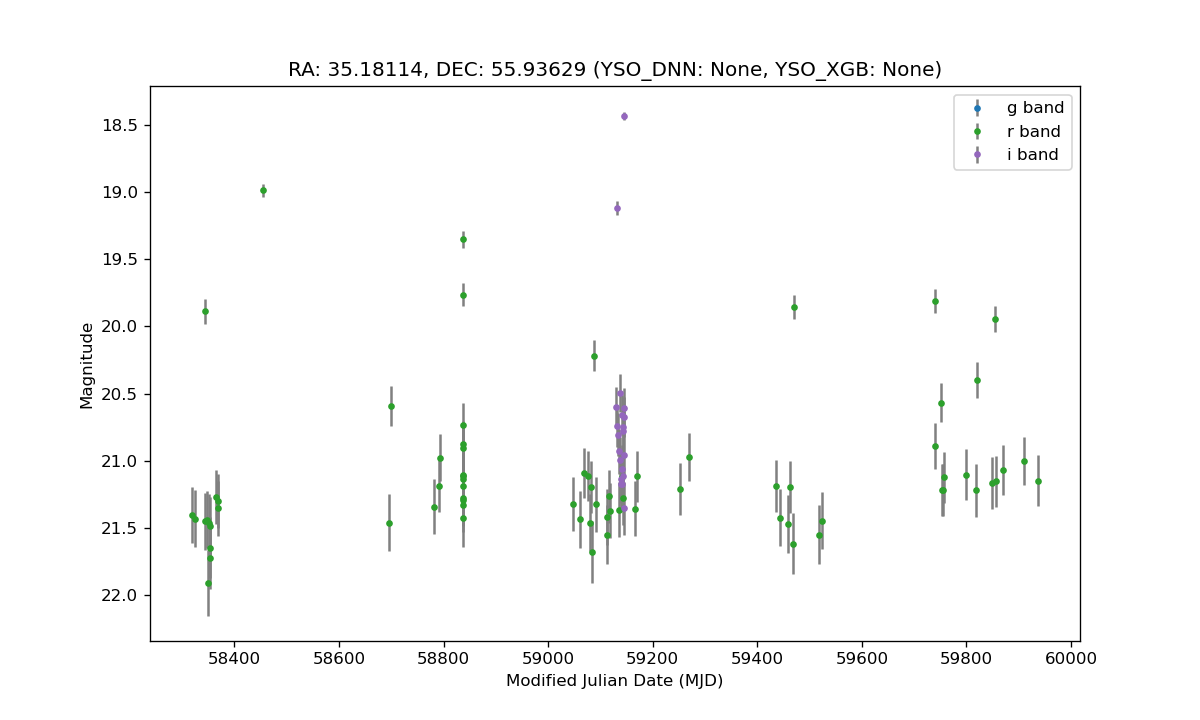 RA: 35.18114, DEC: 55.93629 (YSO_DNN: None, YSO_XGB: None)
g band
r band
i band
18.5
19.0
19.5
20.0
20.5
21.0
21.5
22.0
Magnitude
58400 58600 58800 59000 59200 59400 59600 59800 60000
Modified Julian Date (MJD)